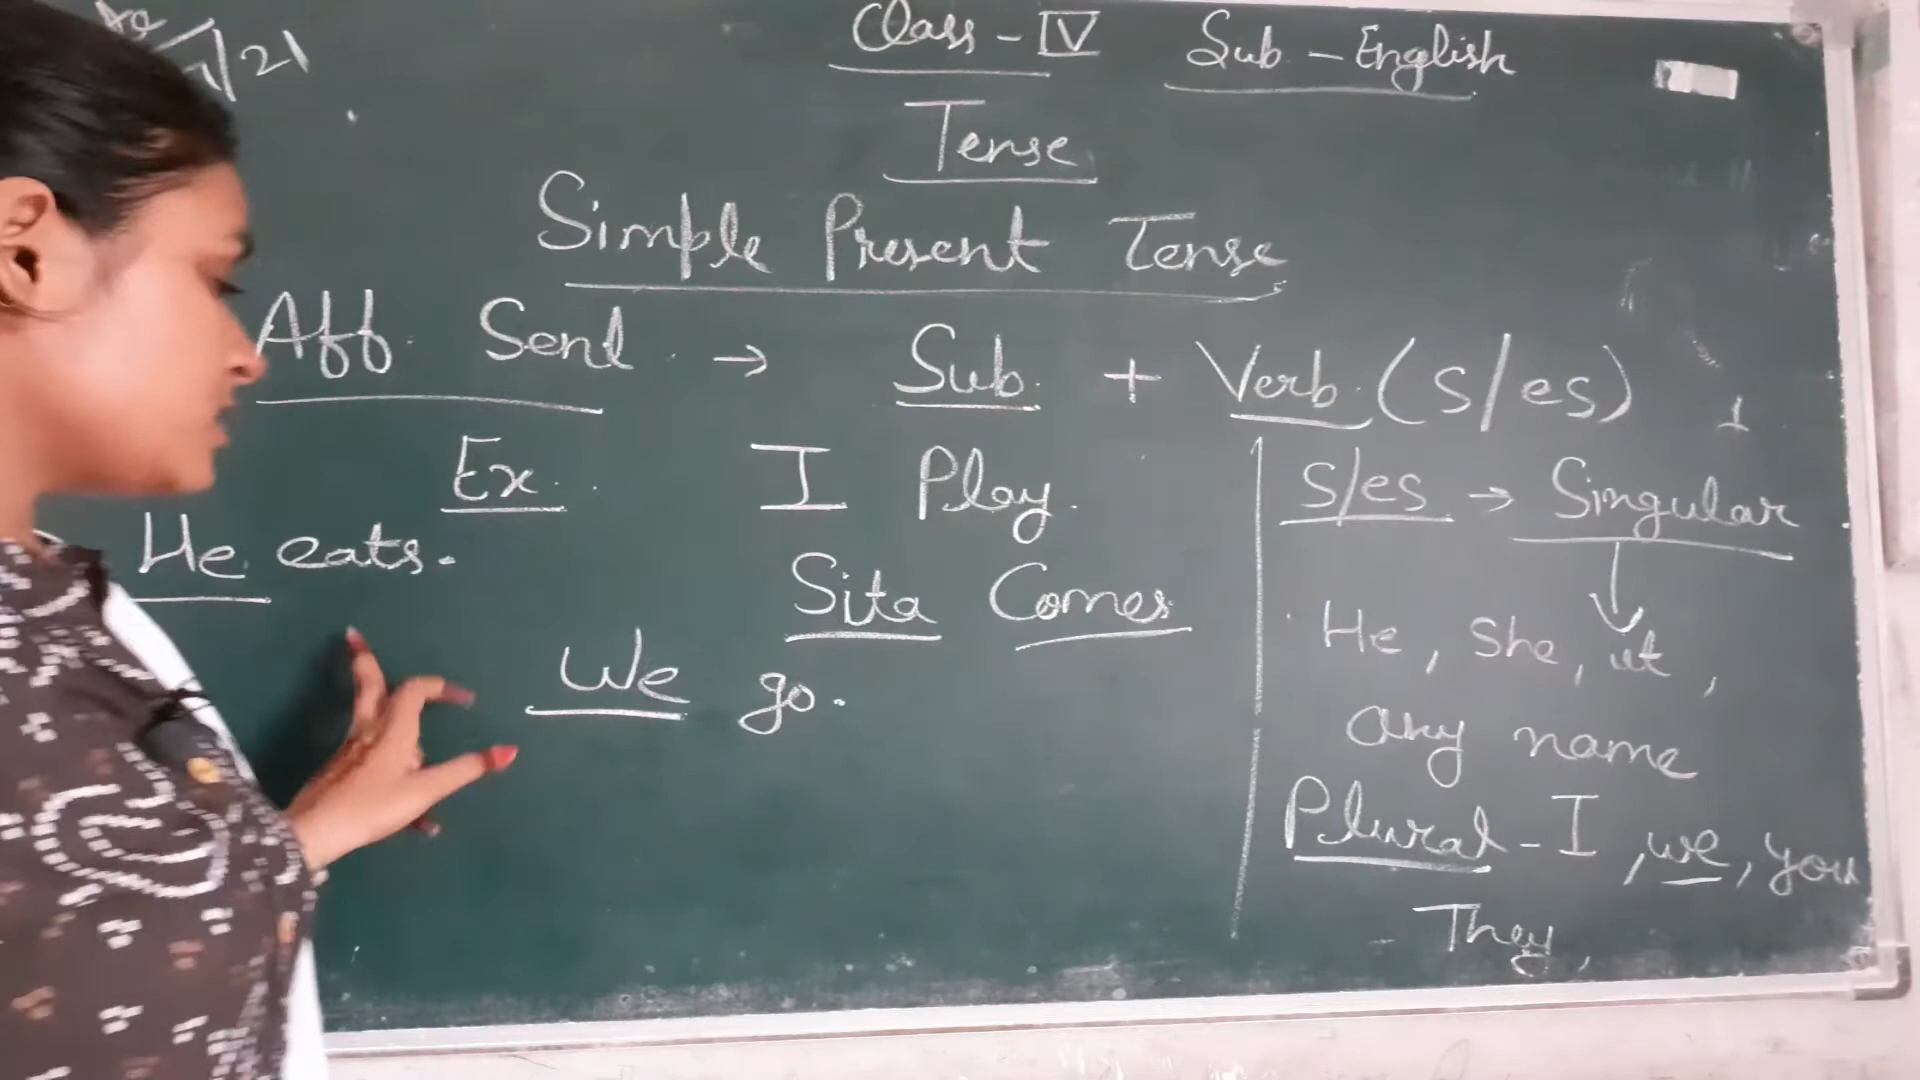 Class - IV Sub - English
Tense
Simple Present Tense
Aff. Sent. → Sub. + Verb (s/es)
Ex. I Play.
He eats.
Sita Comes
We go.
S/es → Singular
He, She, it,
any name
Plural - I, we, you
They,